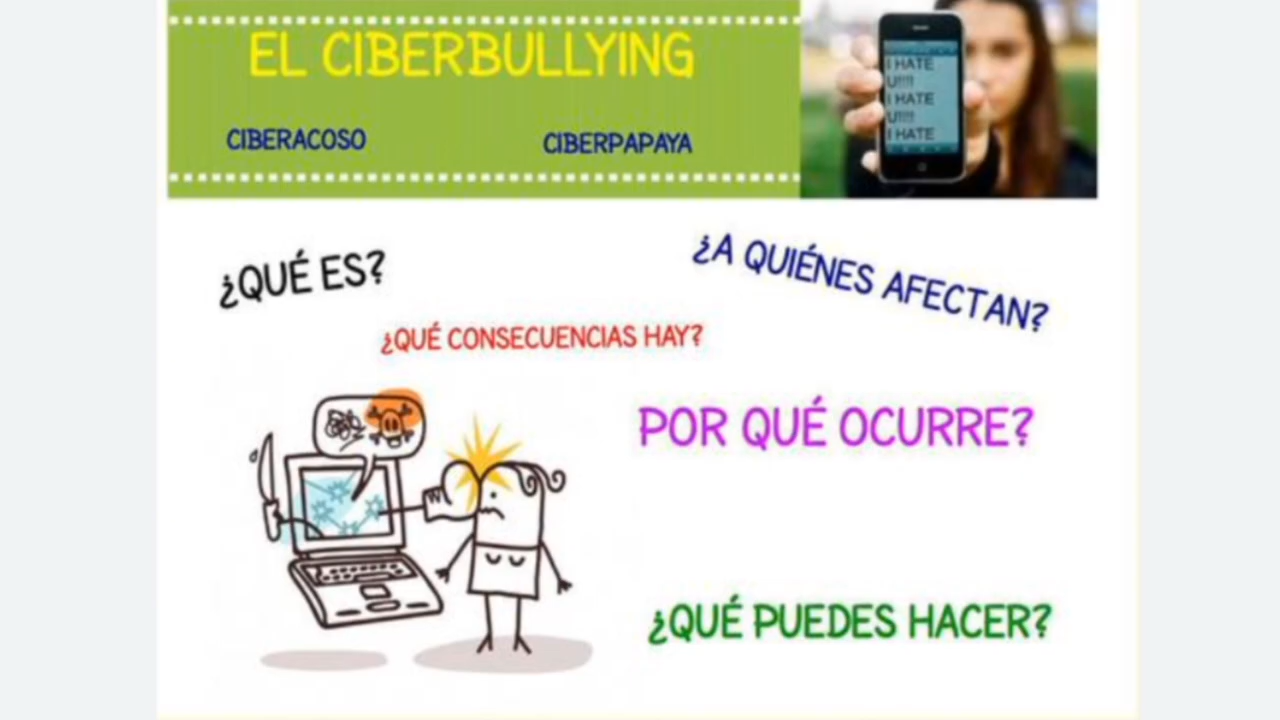 EL CIBERBULLYING
CIBERACOSO
CIBERPAPAYA
I HATE
U!!!!
I HATE
U!!!!
I HATE
¿QUÉ ES?
¿A QUIÉNES AFECTAN?
¿QUÉ CONSECUENCIAS HAY?
POR QUÉ OCURRE?
¿QUÉ PUEDES HACER?